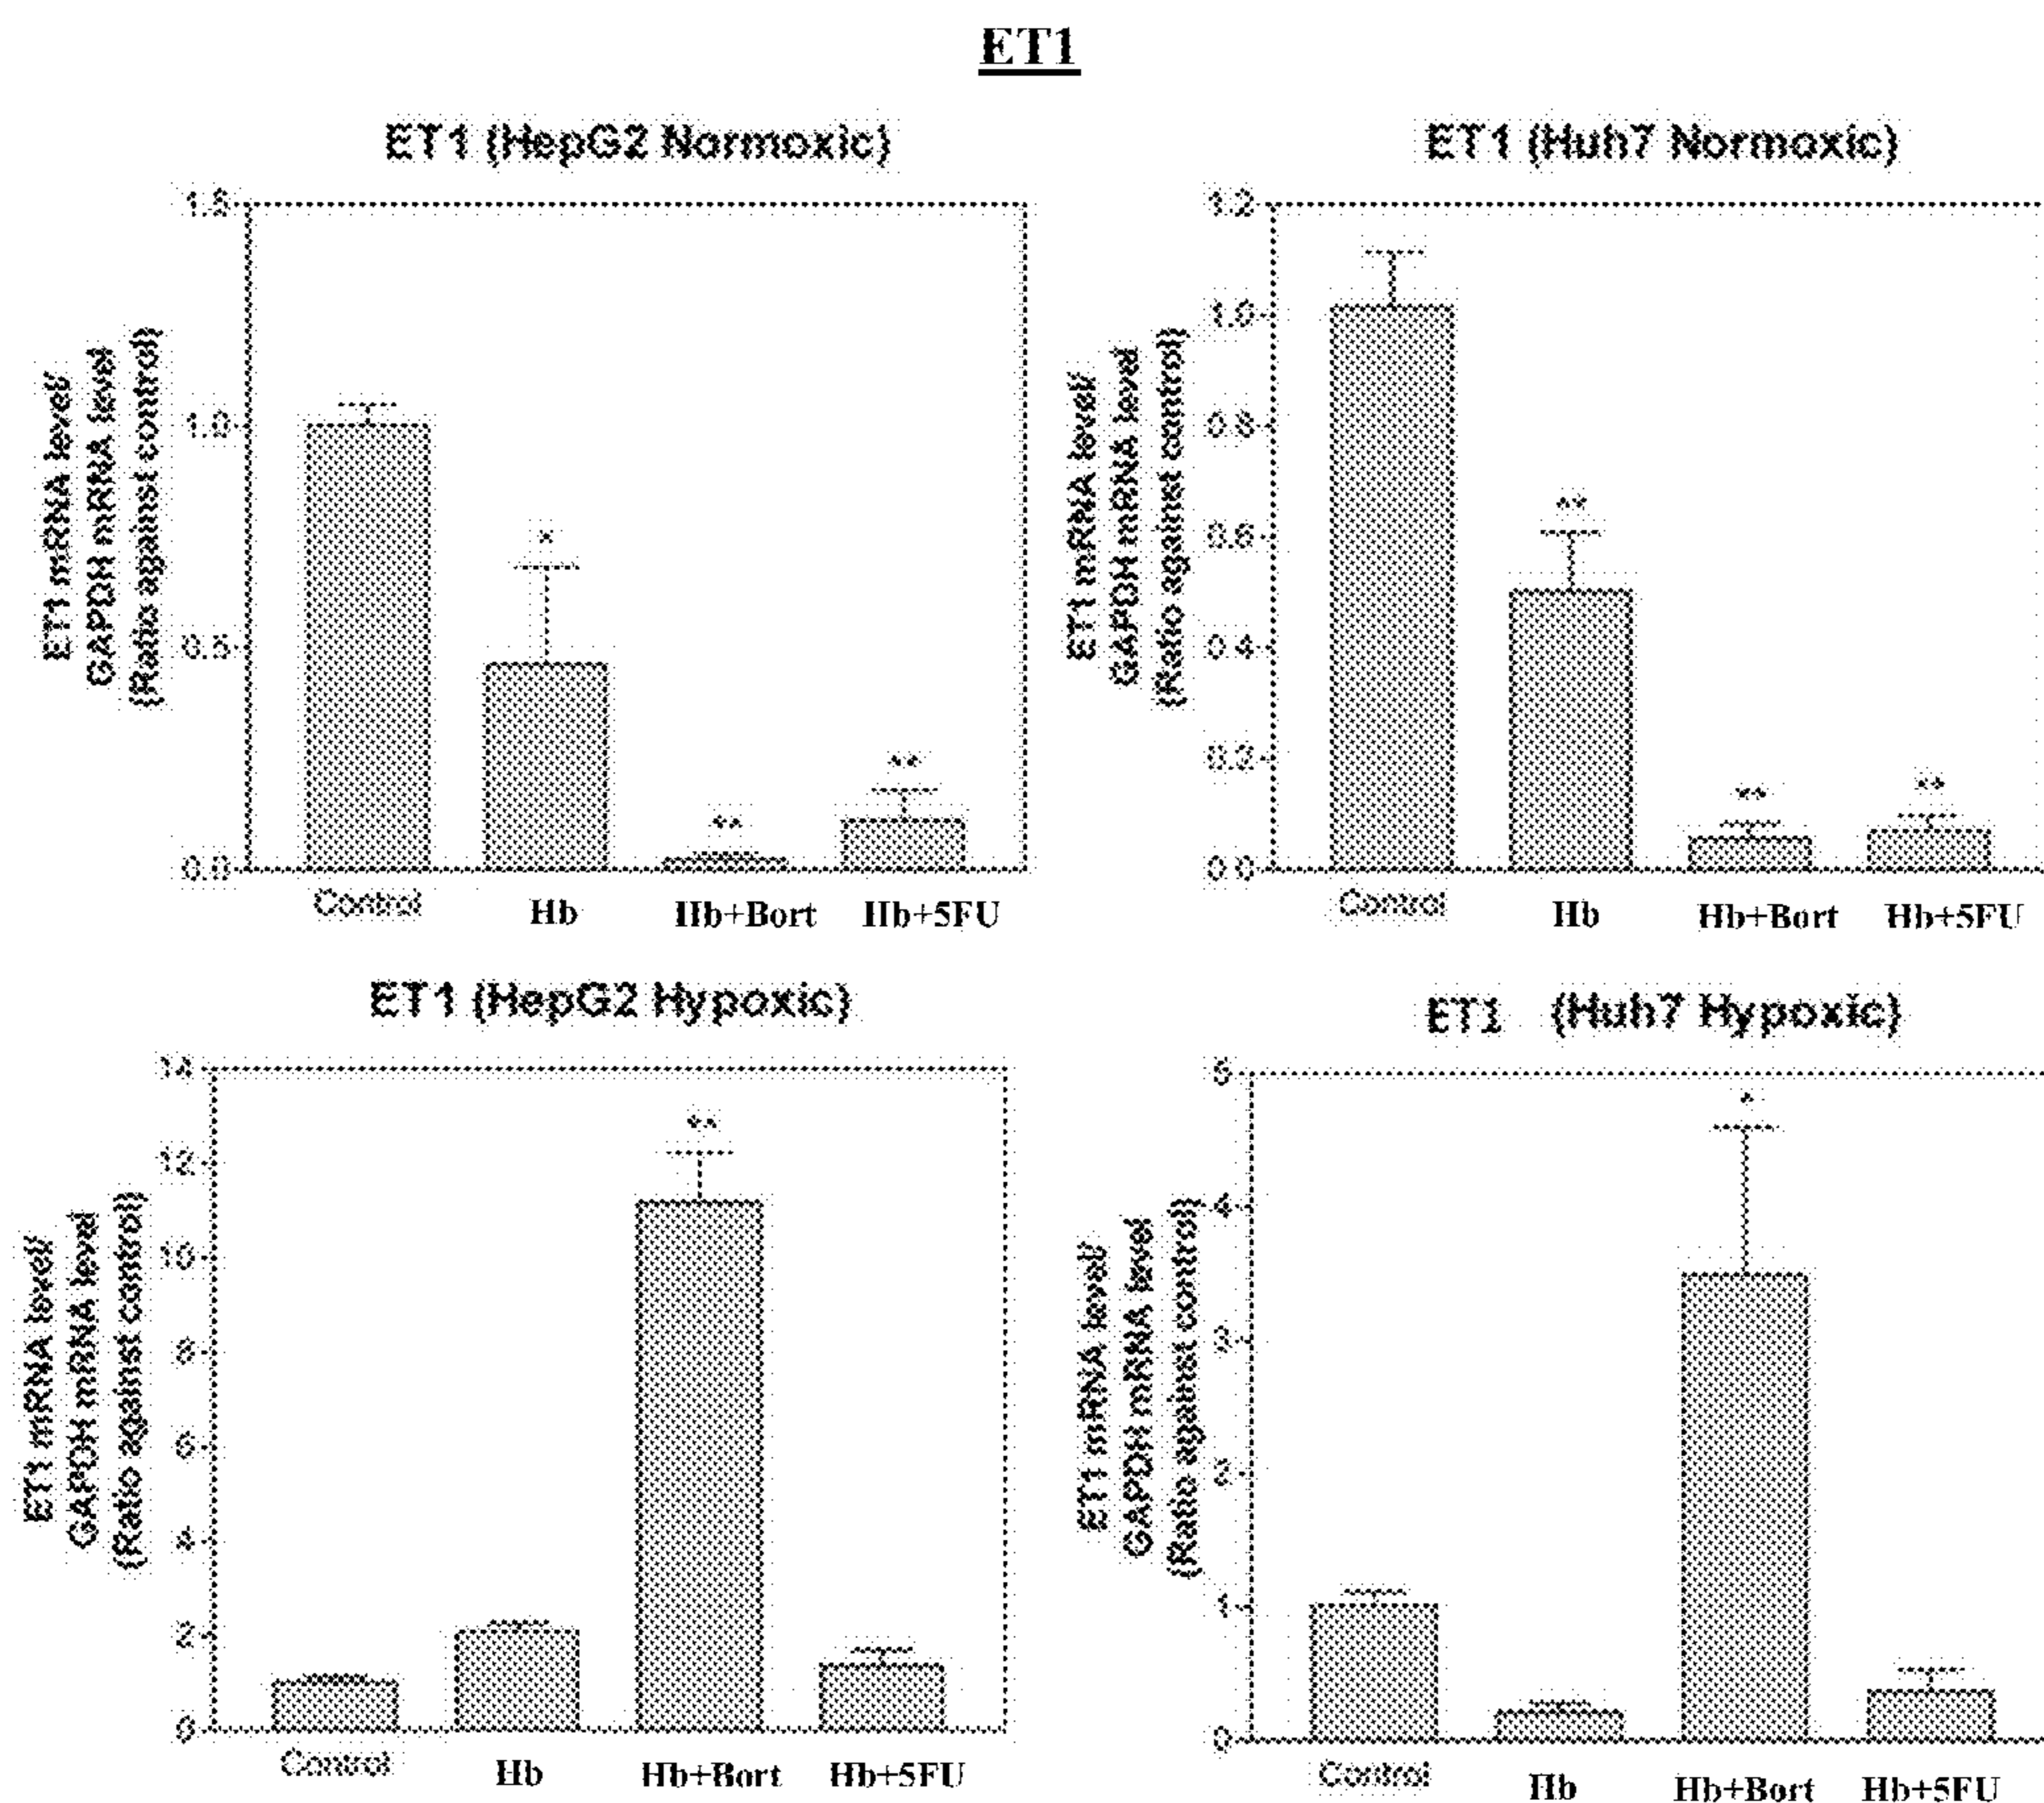 ET1
ET1 (HepG2 Normoxic)
ET1 mRNA level/
GAPDH mRNA level
(Ratio against control)
1.5
1.0
0.5
0.0
*
**
**
Control
Hb
Hb+Bort
Hb+5FU
ET1 (Huh7 Normoxic)
ET1 mRNA level/
GAPDH mRNA level
(Ratio against control)
1.2
1.0
0.8
0.6
0.4
0.2
0.0
**
**
**
Control
Hb
Hb+Bort
Hb+5FU
ET1 (HepG2 Hypoxic)
ET1 mRNA level/
GAPDH mRNA level
(Ratio against control)
14
12
10
8
6
4
2
0
**
Control
Hb
Hb+Bort
Hb+5FU
ET1 (Huh7 Hypoxic)
ET1 mRNA level/
GAPDH mRNA level
(Ratio against control)
5
4
3
2
1
0
*
Control
Hb
Hb+Bort
Hb+5FU